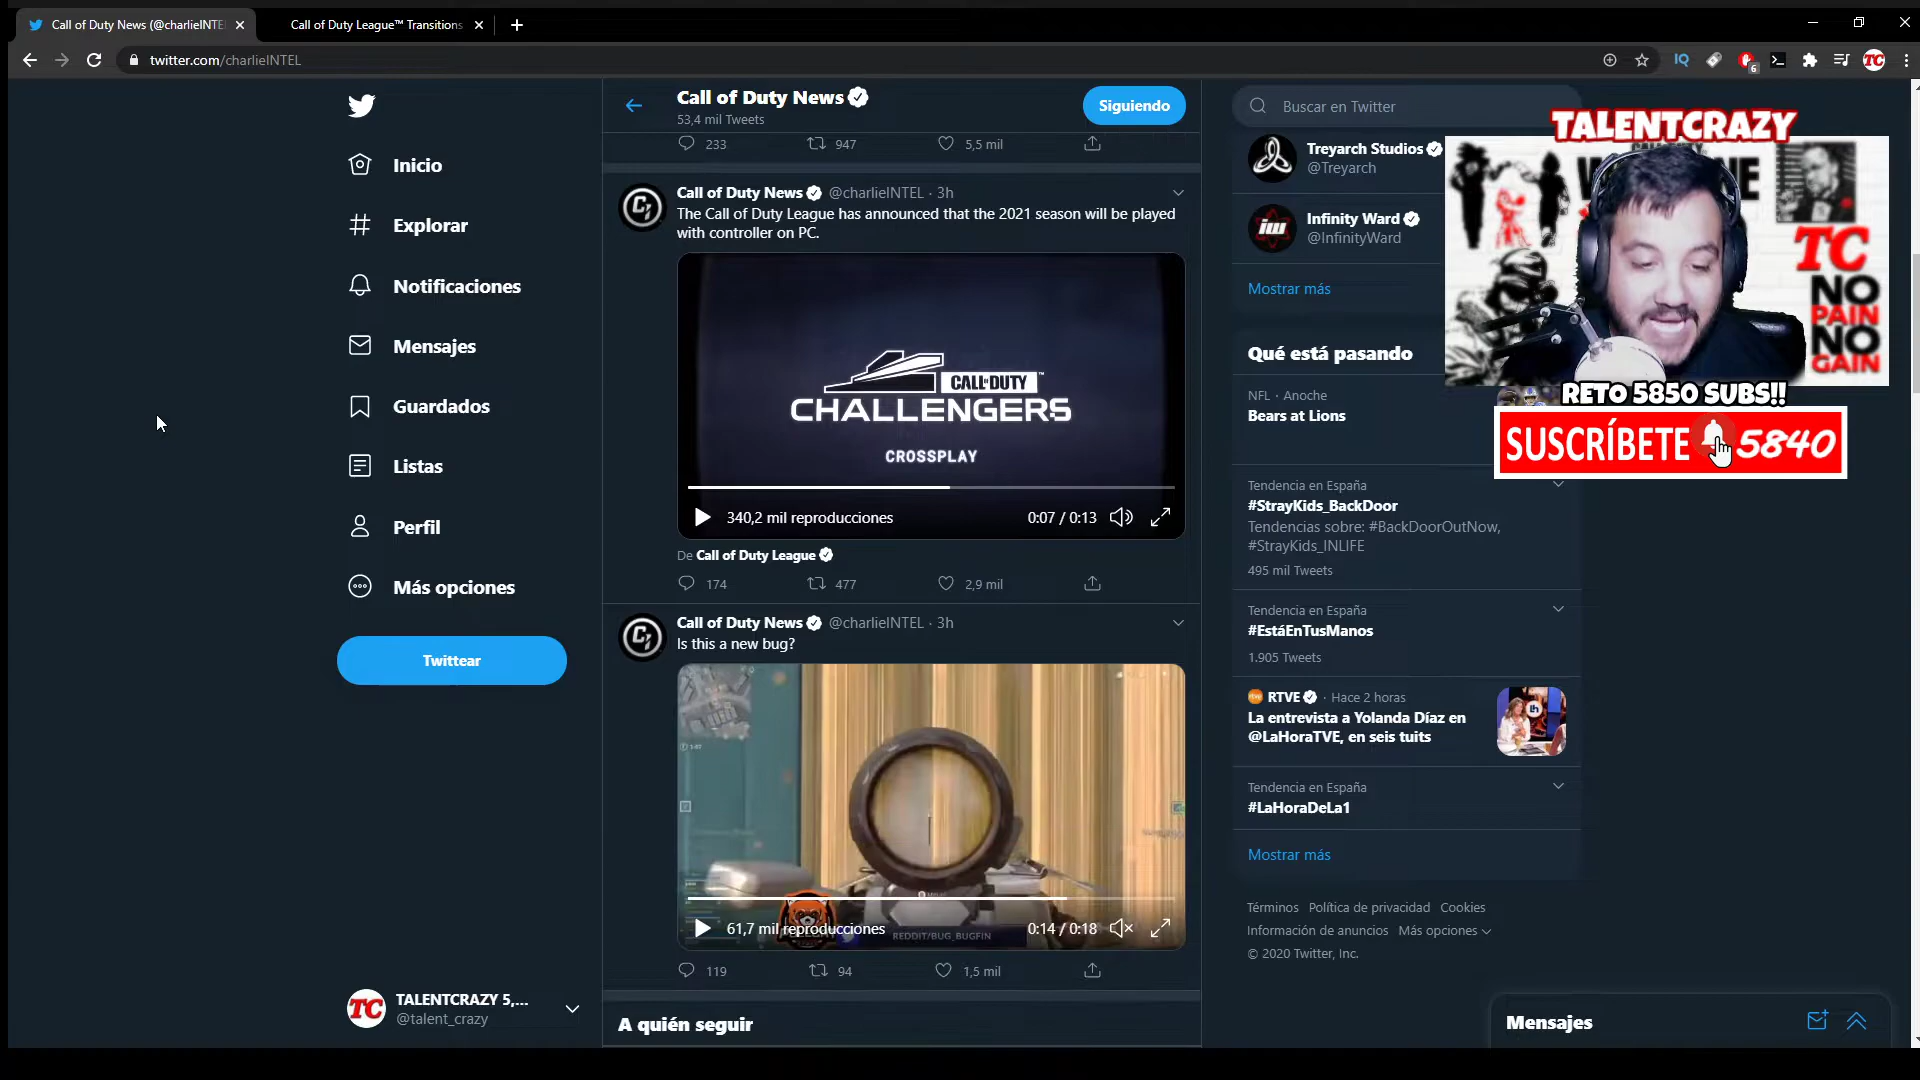 Call of Duty News (@charlieINTE
Call of Duty League™ Transitions
twitter.com/charlieINTEL
6
TC
Inicio
Explorar
Notificaciones
Mensajes
Guardados
Listas
Perfil
Más opciones
Twittear
TC
TALENTCRAZY 5,...
@talent_crazy
Call of Duty News
53,4 mil Tweets
Siguiendo
233 947 5,5 mil
Call of Duty News @charlieINTEL · 3h
The Call of Duty League has announced that the 2021 season will be played
with controller on PC.
CALL OF DUTY™
CHALLENGERS
CROSSPLAY
340,2 mil reproducciones 0:07 / 0:13
De Call of Duty League
174 477 2,9 mil
Call of Duty News @charlieINTEL · 3h
Is this a new bug?
61,7 mil reproducciones 0:14 / 0:18
REDDIT/BUG_BUGFIN
119 94 1,5 mil
A quién seguir
Buscar en Twitter
Treyarch Studios
@Treyarch
iw
Infinity Ward
@InfinityWard
Mostrar más
Qué está pasando
NFL · Anoche
Bears at Lions
Tendencia en España
#StrayKids_BackDoor
Tendencias sobre: #BackDoorOutNow,
#StrayKids_INLIFE
495 mil Tweets
Tendencia en España
#EstáEnTusManos
1.905 Tweets
RTVE · Hace 2 horas
La entrevista a Yolanda Díaz en
@LaHoraTVE, en seis tuits
Tendencia en España
#LaHoraDeLa1
Mostrar más
Términos Política de privacidad Cookies
Información de anuncios Más opciones
© 2020 Twitter, Inc.
Mensajes
TALENTCRAZY
TC
NO
PAIN
NO
GAIN
RETO 5850 SUBS!!
SUSCRÍBETE 5840